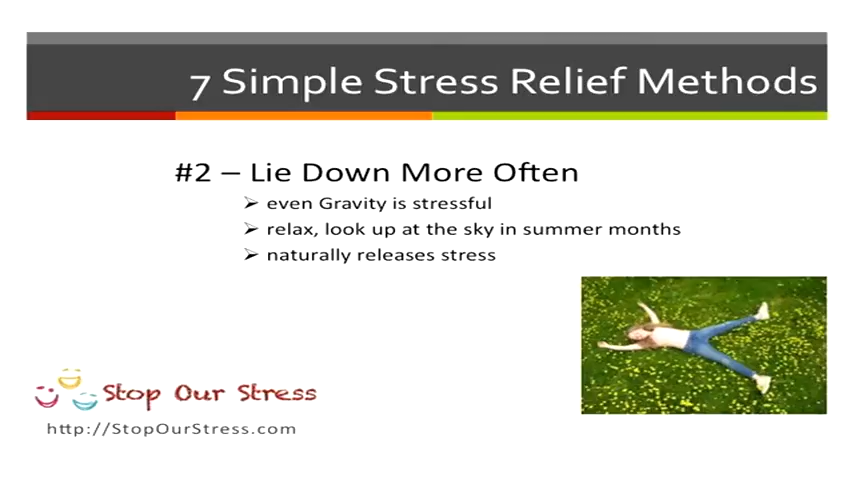 7 Simple Stress Relief Methods
#2 – Lie Down More Often
even Gravity is stressful
relax, look up at the sky in summer months
naturally releases stress
Stop Our Stress
http://StopOurStress.com